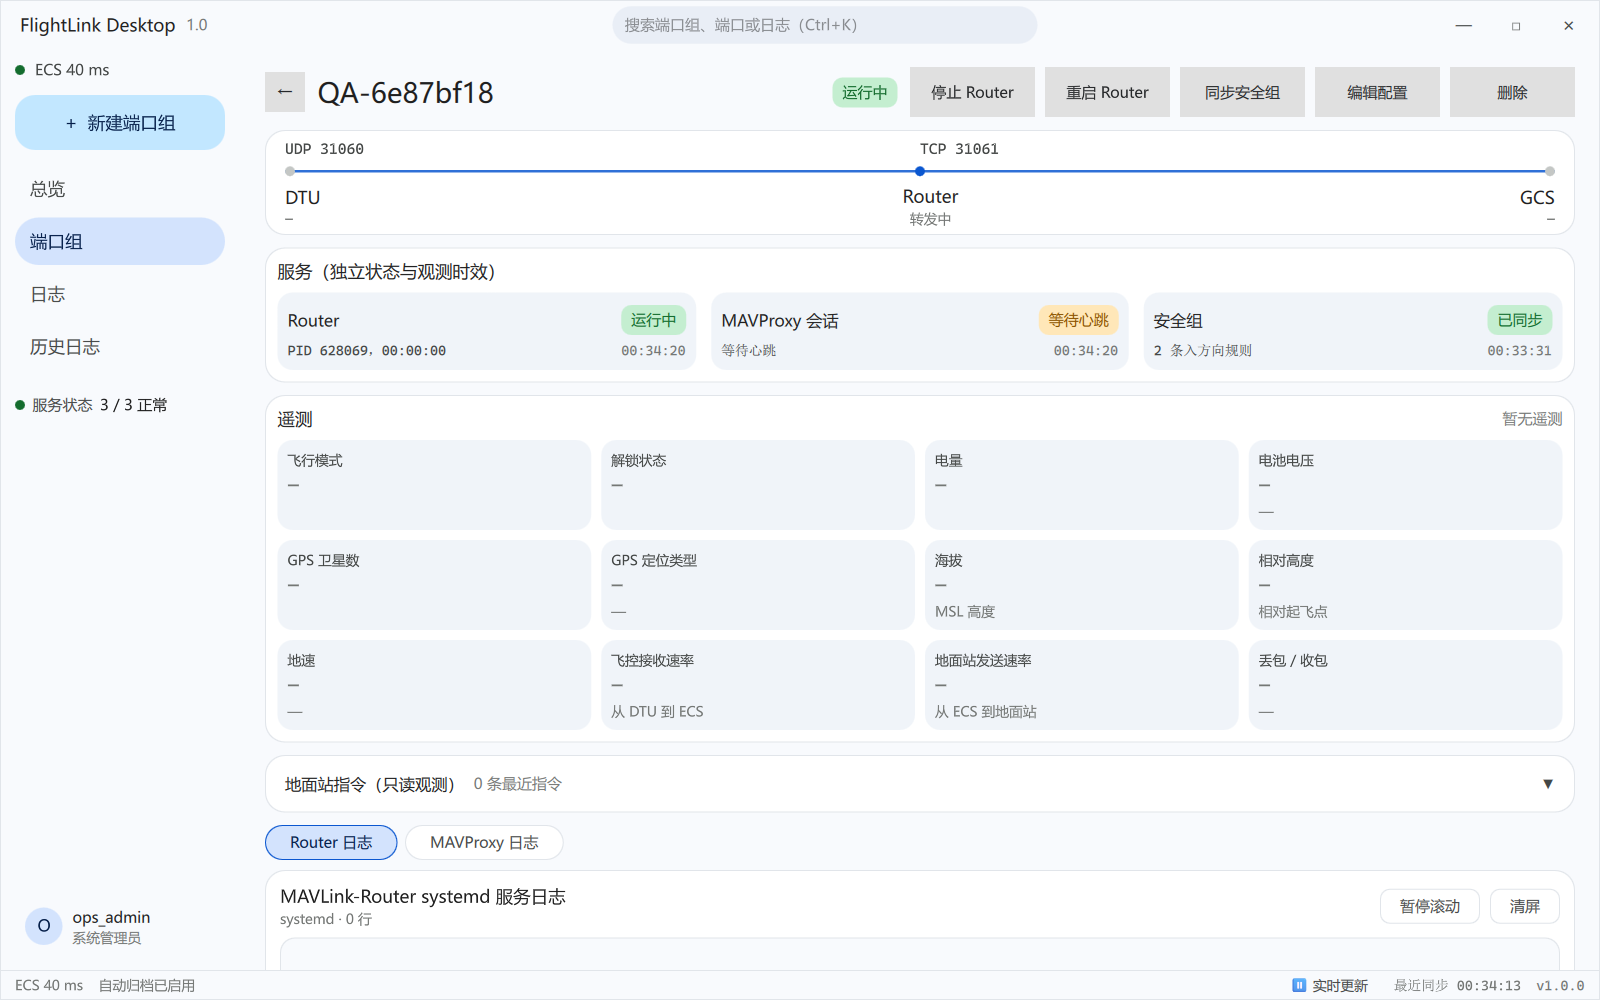 FlightLink Desktop 1.0
搜索端口组、端口或日志（Ctrl+K）
ECS 40 ms
+ 新建端口组
总览
端口组
日志
历史日志
服务状态 3 / 3 正常
ops_admin
O
系统管理员
← QA-6e87bf18
运行中
停止 Router
重启 Router
同步安全组
编辑配置
删除
UDP 31060
TCP 31061
DTU
Router
GCS
–
转发中
–
服务（独立状态与观测时效）
Router
运行中
PID 628069, 00:00:00
00:34:20
MAVProxy 会话
等待心跳
等待心跳
00:34:20
安全组
已同步
2 条入方向规则
00:33:31
遥测
暂无遥测
飞行模式
—
解锁状态
—
电量
—
电池电压
—
—
GPS 卫星数
—
GPS 定位类型
—
—
海拔
—
MSL 高度
相对高度
—
相对起飞点
地速
—
—
飞控接收速率
—
从 DTU 到 ECS
地面站发送速率
—
从 ECS 到地面站
丢包 / 收包
—
—
地面站指令（只读观测） 0 条最近指令
▼
Router 日志
MAVProxy 日志
MAVLink-Router systemd 服务日志
systemd · 0 行
暂停滚动
清屏
ECS 40 ms 自动归档已启用
实时更新
最近同步 00:34:13 v1.0.0